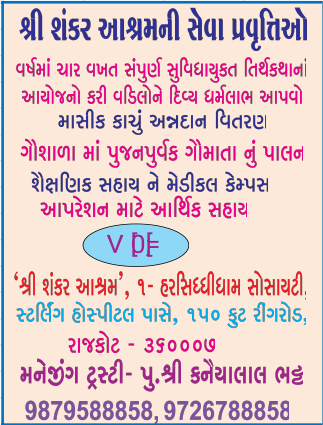 શ્રી શંકર આશ્રમની સેવા પ્રવૃત્તિઓ
વર્ષમાં ચાર વખત સંપુર્ણ સુવિધાયુકત તિર્થકથાનાં
આયોજનો કરી વડિલોને દિવ્ય ધર્મલાભ આપવો
માસીક કાચું અન્નદાન વિતરણ
ગૌશાળા માં પુજનપુર્વક ગૌમાતા નું પાલન
શૈક્ષણિક સહાય ને મેડીકલ કેમ્પસ
આપરેશન માટે આર્થિક સહાય
‘શ્રી શંકર આશ્રમ’, ૧- હરસિધ્ધીધામ સોસાયટી,
સ્ટર્લિંગ હોસ્પીટલ પાસે, ૧૫૦ ફુટ રીંગરોડ,
રાજકોટ - ૩૬૦૦૦૭
મનેજીંગ ટ્રસ્ટી- પુ.શ્રી કનૈયાલાલ ભટ્ટ
9879588858, 9726788858